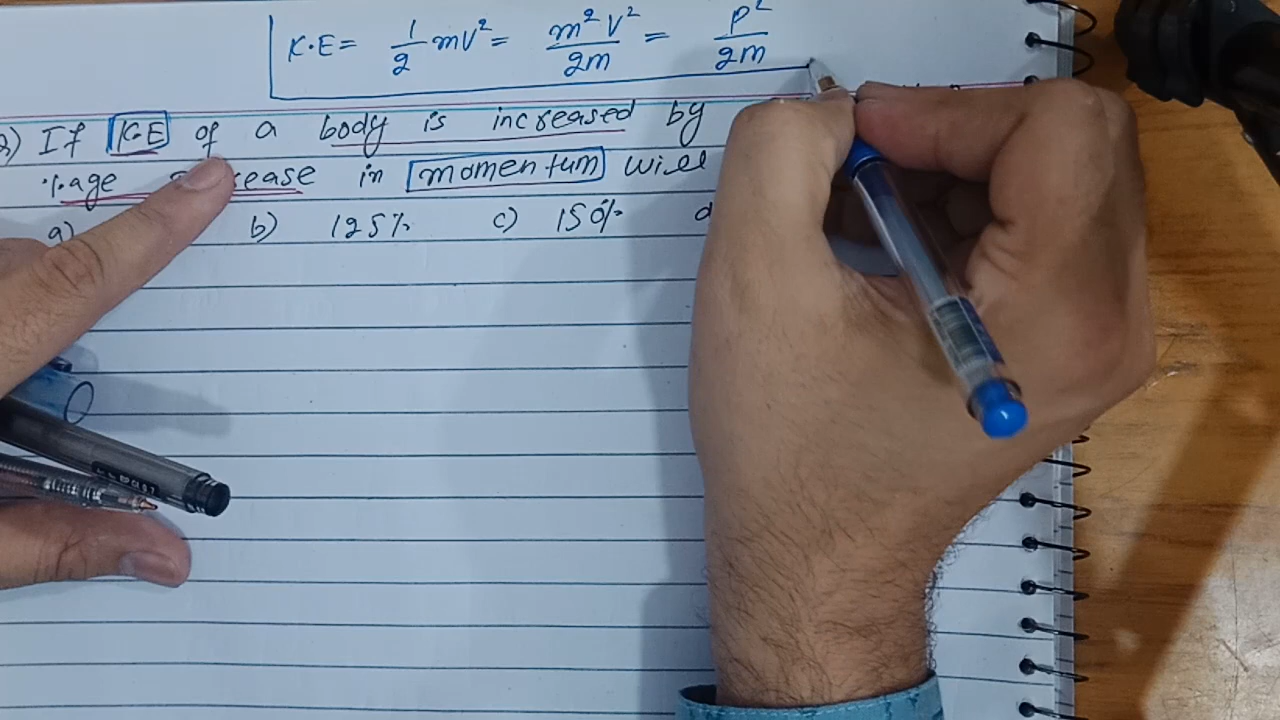 K.E = 1/2 mv² = m²v²/2m = p²/2m
If K.E of a body is increased by
%age in momentum will
a) b) 125% c) 150% d